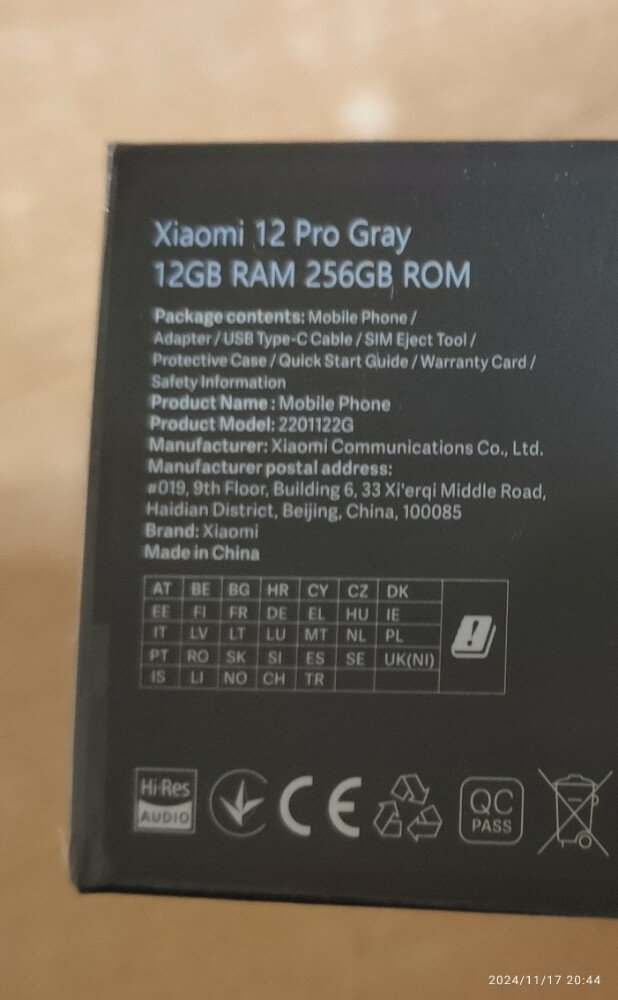 Xiaomi 12 Pro Gray
12GB RAM 256GB ROM
Package contents: Mobile Phone /
Adapter / USB Type-C Cable / SIM Eject Tool /
Protective Case / Quick Start Guide / Warranty Card /
Safety Information
Product Name : Mobile Phone
Product Model: 2201122G
Manufacturer: Xiaomi Communications Co., Ltd.
Manufacturer postal address:
#019, 9th Floor, Building 6, 33 Xi'erqi Middle Road,
Haidian District, Beijing, China, 100085
Brand: Xiaomi
Made in China
AT BE BG HR CY CZ DK
EE FI FR DE EL HU IE
IT LV LT LU MT NL PL
PT RO SK SI ES SE UK(NI)
IS LI NO CH TR
Hi-Res
AUDIO
CE
QC
PASS
2024/11/17 20:44